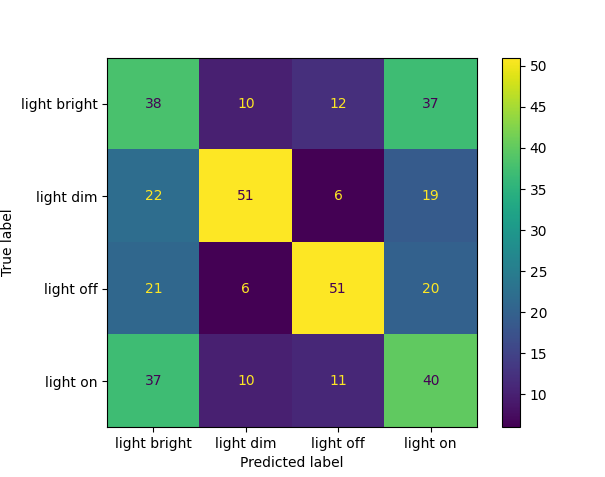 light bright 38 10 12 37
light dim 22 51 6 19
light off 21 6 51 20
light on 37 10 11 40
light bright light dim light off light on
Predicted label
True label
50
45
40
35
30
25
20
15
10